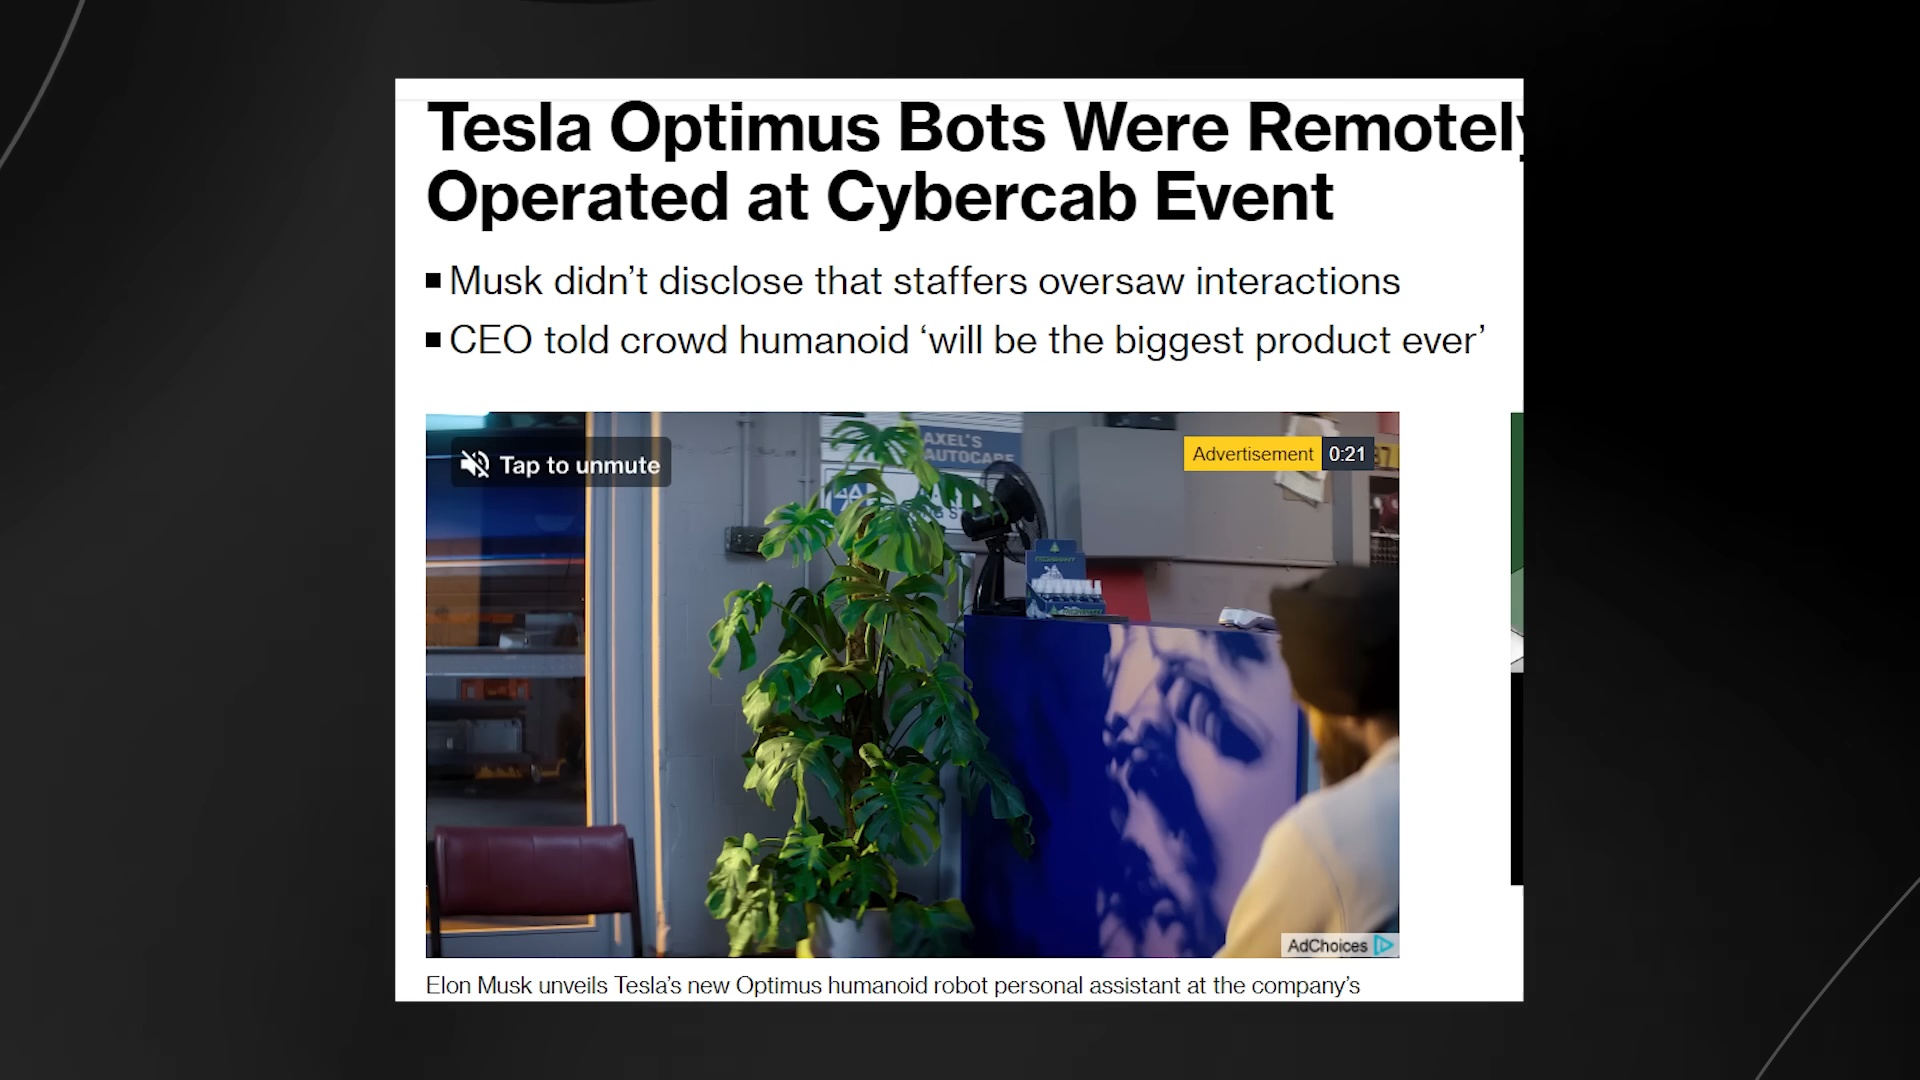 Tesla Optimus Bots Were Remotely
Operated at Cybercab Event
Musk didn’t disclose that staffers oversaw interactions
CEO told crowd humanoid ‘will be the biggest product ever’
Tap to unmute
Advertisement 0:21
AXEL'S
AUTOCARE
AdChoices
Elon Musk unveils Tesla’s new Optimus humanoid robot personal assistant at the company’s